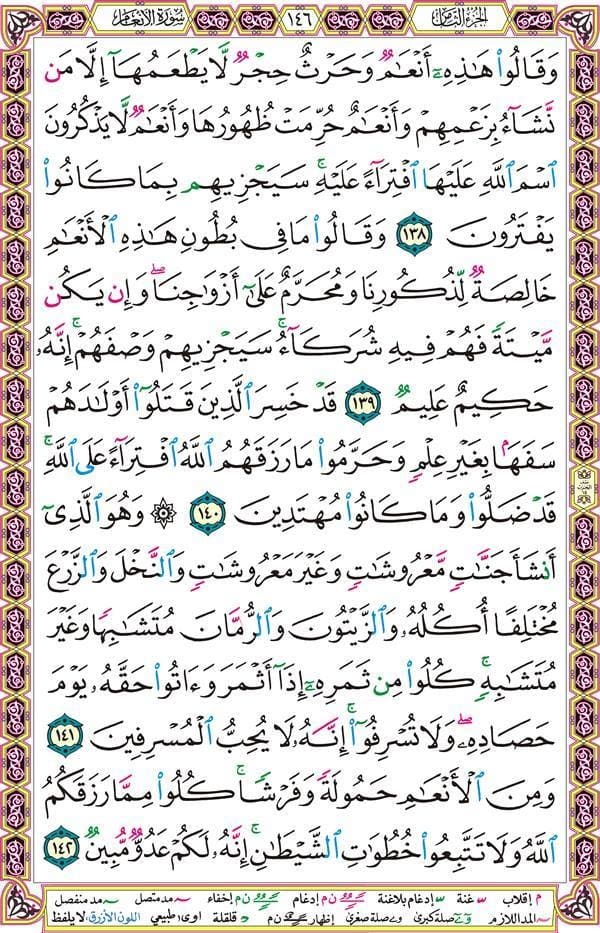 الجزء الثامن ١٤٦ سورة الأنعام
وَقَالُوا۟ هَـٰذِهِۦٓ أَنْعَـٰمٌ وَحَرْثٌ حِجْرٌ لَّا يَطْعَمُهَآ إِلَّا مَن
نَّشَآءُ بِزَعْمِهِمْ وَأَنْعَـٰمٌ حُرِّمَتْ ظُهُورُهَا وَأَنْعَـٰمٌ لَّا يَذْكُرُونَ
ٱسْمَ ٱللَّهِ عَلَيْهَا ٱفْتِرَآءً عَلَيْهِ ۚ سَيَجْزِيهِم بِمَا كَانُوا۟
يَفْتَرُونَ ١٣٨ وَقَالُوا۟ مَا فِى بُطُونِ هَـٰذِهِ ٱلْأَنْعَـٰمِ
خَالِصَةٌ لِّذُكُورِنَا وَمُحَرَّمٌ عَلَىٰٓ أَزْوَٰجِنَا ۖ وَإِن يَكُن
مَّيْتَةً فَهُمْ فِيهِ شُرَكَآءُ ۚ سَيَجْزِيهِمْ وَصْفَهُمْ ۚ إِنَّهُۥ
حَكِيمٌ عَلِيمٌ ١٣٩ قَدْ خَسِرَ ٱلَّذِينَ قَتَلُوٓا۟ أَوْلَـٰدَهُمْ
سَفَهًۢا بِغَيْرِ عِلْمٍ وَحَرَّمُوا۟ مَا رَزَقَهُمُ ٱللَّهُ ٱفْتِرَآءً عَلَى ٱللَّهِ ۚ
قَدْ ضَلُّوا۟ وَمَا كَانُوا۟ مُهْتَدِينَ ١٤٠ ۞ وَهُوَ ٱلَّذِىٓ
أَنشَأَ جَنَّـٰتٍ مَّعْرُوشَـٰتٍ وَغَيْرَ مَعْرُوشَـٰتٍ وَٱلنَّخْلَ وَٱلزَّرْعَ
مُخْتَلِفًا أُكُلُهُۥ وَٱلزَّيْتُونَ وَٱلرُّمَّانَ مُتَشَـٰبِهًا وَغَيْرَ
مُتَشَـٰبِهٍ ۚ كُلُوا۟ مِن ثَمَرِهِۦٓ إِذَآ أَثْمَرَ وَءَاتُوا۟ حَقَّهُۥ يَوْمَ
حَصَادِهِۦ ۖ وَلَا تُسْرِفُوٓا۟ ۚ إِنَّهُۥ لَا يُحِبُّ ٱلْمُسْرِفِينَ ١٤١
وَمِنَ ٱلْأَنْعَـٰمِ حَمُولَةً وَفَرْشًا ۚ كُلُوا۟ مِمَّا رَزَقَكُمُ
ٱللَّهُ وَلَا تَتَّبِعُوا۟ خُطُوَٰتِ ٱلشَّيْطَـٰنِ ۚ إِنَّهُۥ لَكُمْ عَدُوٌّ مُّبِينٌ ١٤٢
م إقلاب غنة إدغام بلاغنة ن م إدغام ن م إخفاء مد متصل مد منفصل
المد اللازم صلة كبرى صلة صغرى إظهار ن م قلقلة اوى طبيعي اللون الأزرق لا يلفظ